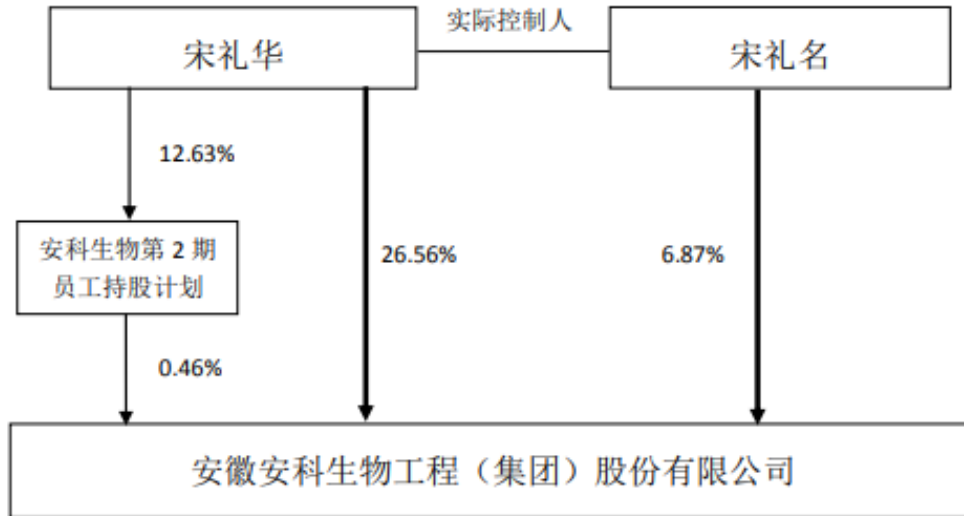 实际控制人
宋礼华
宋礼名
12.63%
安科生物第 2 期
员工持股计划
26.56%
6.87%
0.46%
安徽安科生物工程（集团）股份有限公司